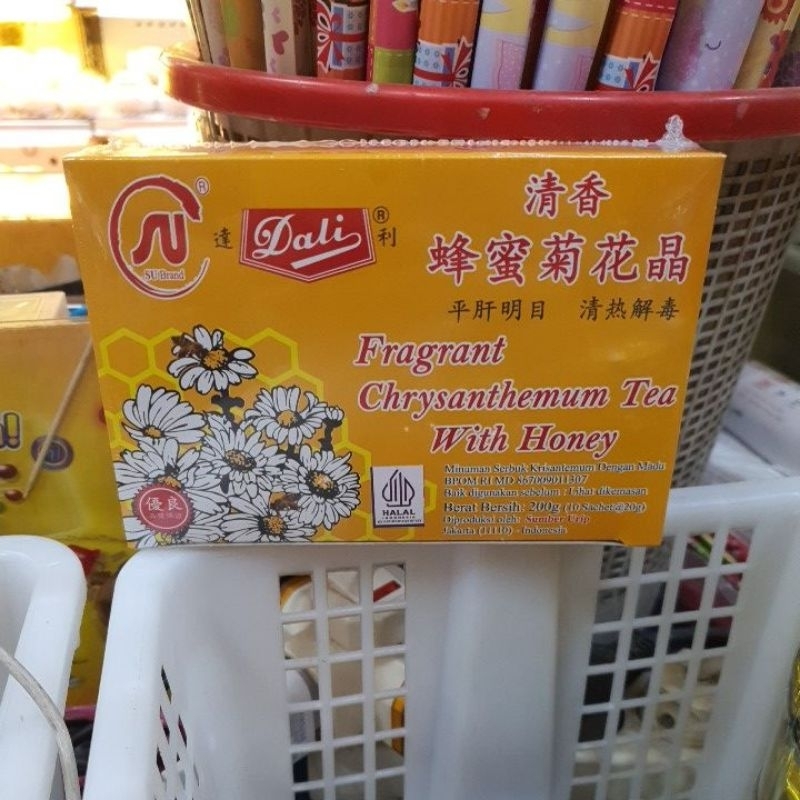 SU Brand
®
達
Dali
®
利
清香
蜂蜜菊花晶
平肝明目 清热解毒
Fragrant
Chrysanthemum Tea
With Honey
Minuman Serbuk Krisantemum Dengan Madu
BPOM RI MD 867009011307
Baik digunakan sebelum : Lihat dikemasan
Berat Bersih: 200g (10 Sachet@20g)
Diproduksi oleh: Sumber Urip
Jakarta (11110) - Indonesia
優良
HALAL
INDONESIA